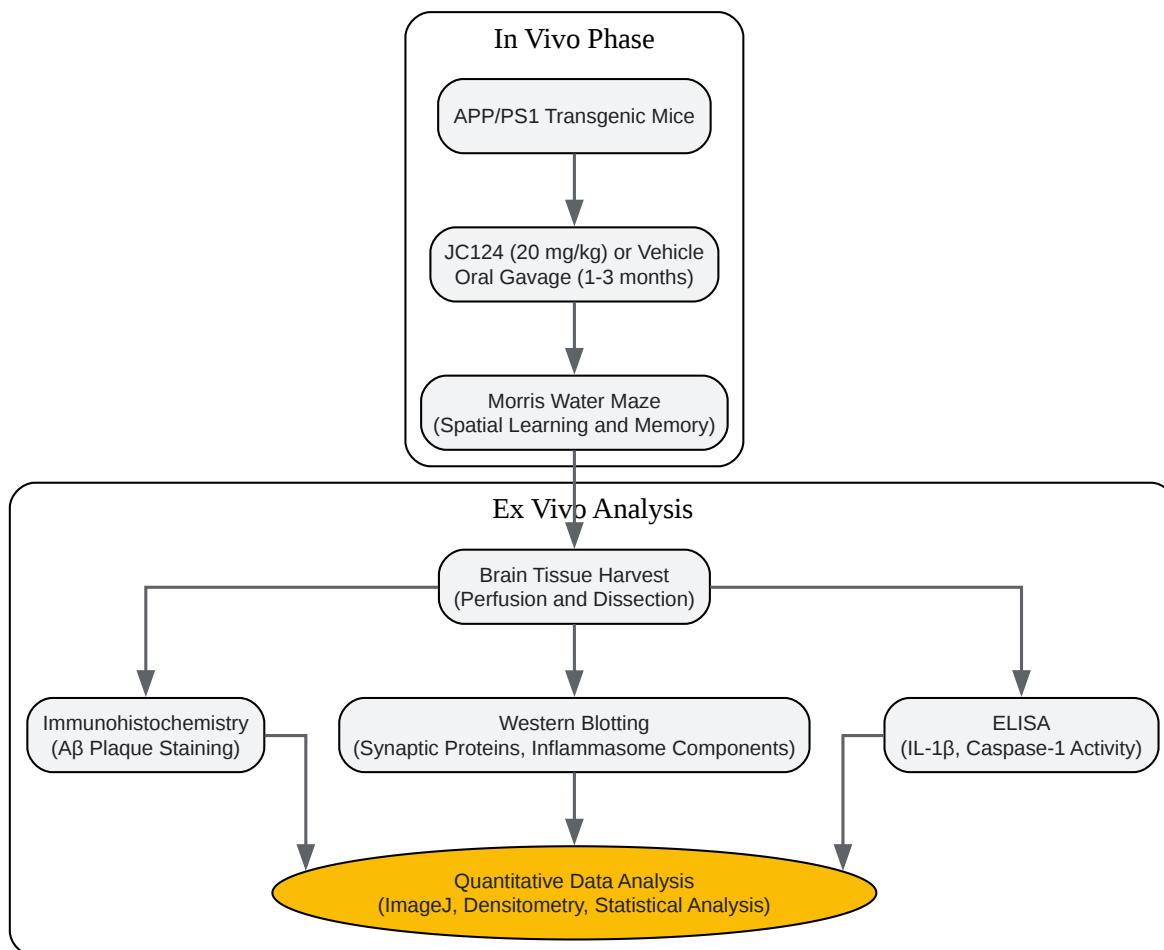 In Vivo Phase
APP/PS1 Transgenic Mice
JC124 (20 mg/kg) or Vehicle
Oral Gavage (1-3 months)
Morris Water Maze
(Spatial Learning and Memory)
Ex Vivo Analysis
Brain Tissue Harvest
(Perfusion and Dissection)
Immunohistochemistry
(Aβ Plaque Staining)
Western Blotting
(Synaptic Proteins, Inflammasome Components)
ELISA
(IL-1β, Caspase-1 Activity)
Quantitative Data Analysis
(ImageJ, Densitometry, Statistical Analysis)